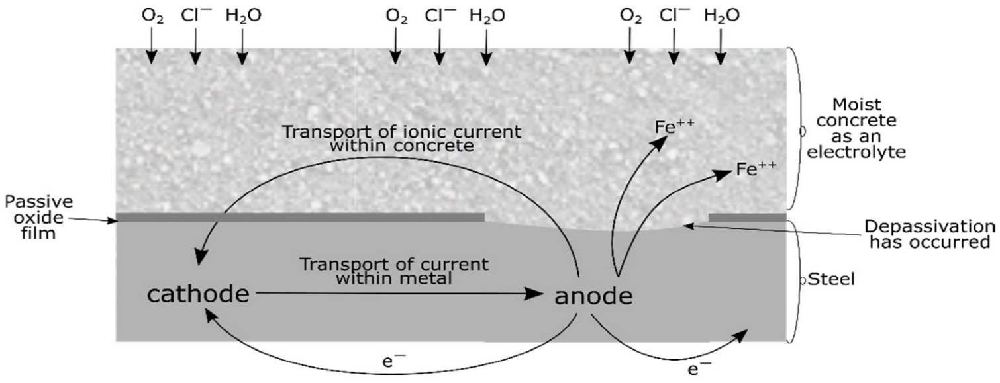 O₂ Cl⁻ H₂O O₂ Cl⁻ H₂O O₂ Cl⁻ H₂O
Transport of ionic current
within concrete
Fe⁺⁺
Fe⁺⁺
Moist
concrete
as an
electrolyte
Passive
oxide
film
Depassivation
has occurred
Transport of current
within metal
cathode
anode
Steel
e⁻
e⁻